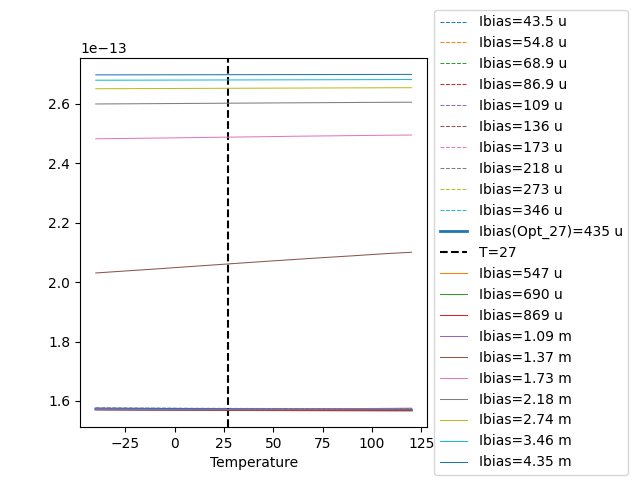 1e−13
2.6
2.4
2.2
2.0
1.8
1.6
−25
0
25
50
75
100
125
Temperature
Ibias=43.5 u
Ibias=54.8 u
Ibias=68.9 u
Ibias=86.9 u
Ibias=109 u
Ibias=136 u
Ibias=173 u
Ibias=218 u
Ibias=273 u
Ibias=346 u
Ibias(Opt_27)=435 u
T=27
Ibias=547 u
Ibias=690 u
Ibias=869 u
Ibias=1.09 m
Ibias=1.37 m
Ibias=1.73 m
Ibias=2.18 m
Ibias=2.74 m
Ibias=3.46 m
Ibias=4.35 m